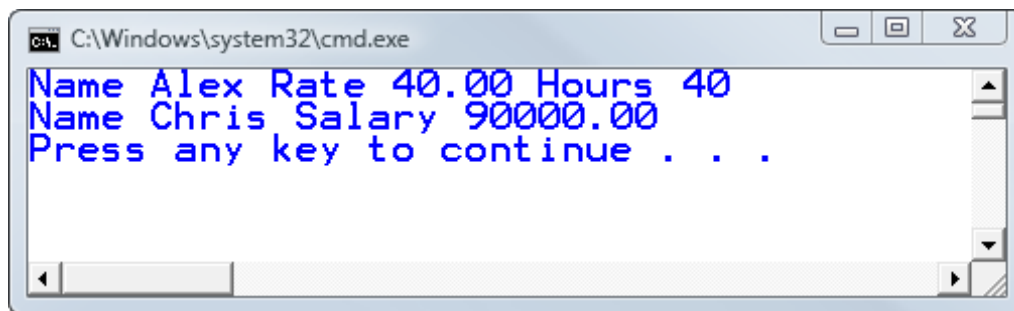 C:\Windows\system32\cmd.exe
Name Alex Rate 40.00 Hours 40
Name Chris Salary 90000.00
Press any key to continue . . .